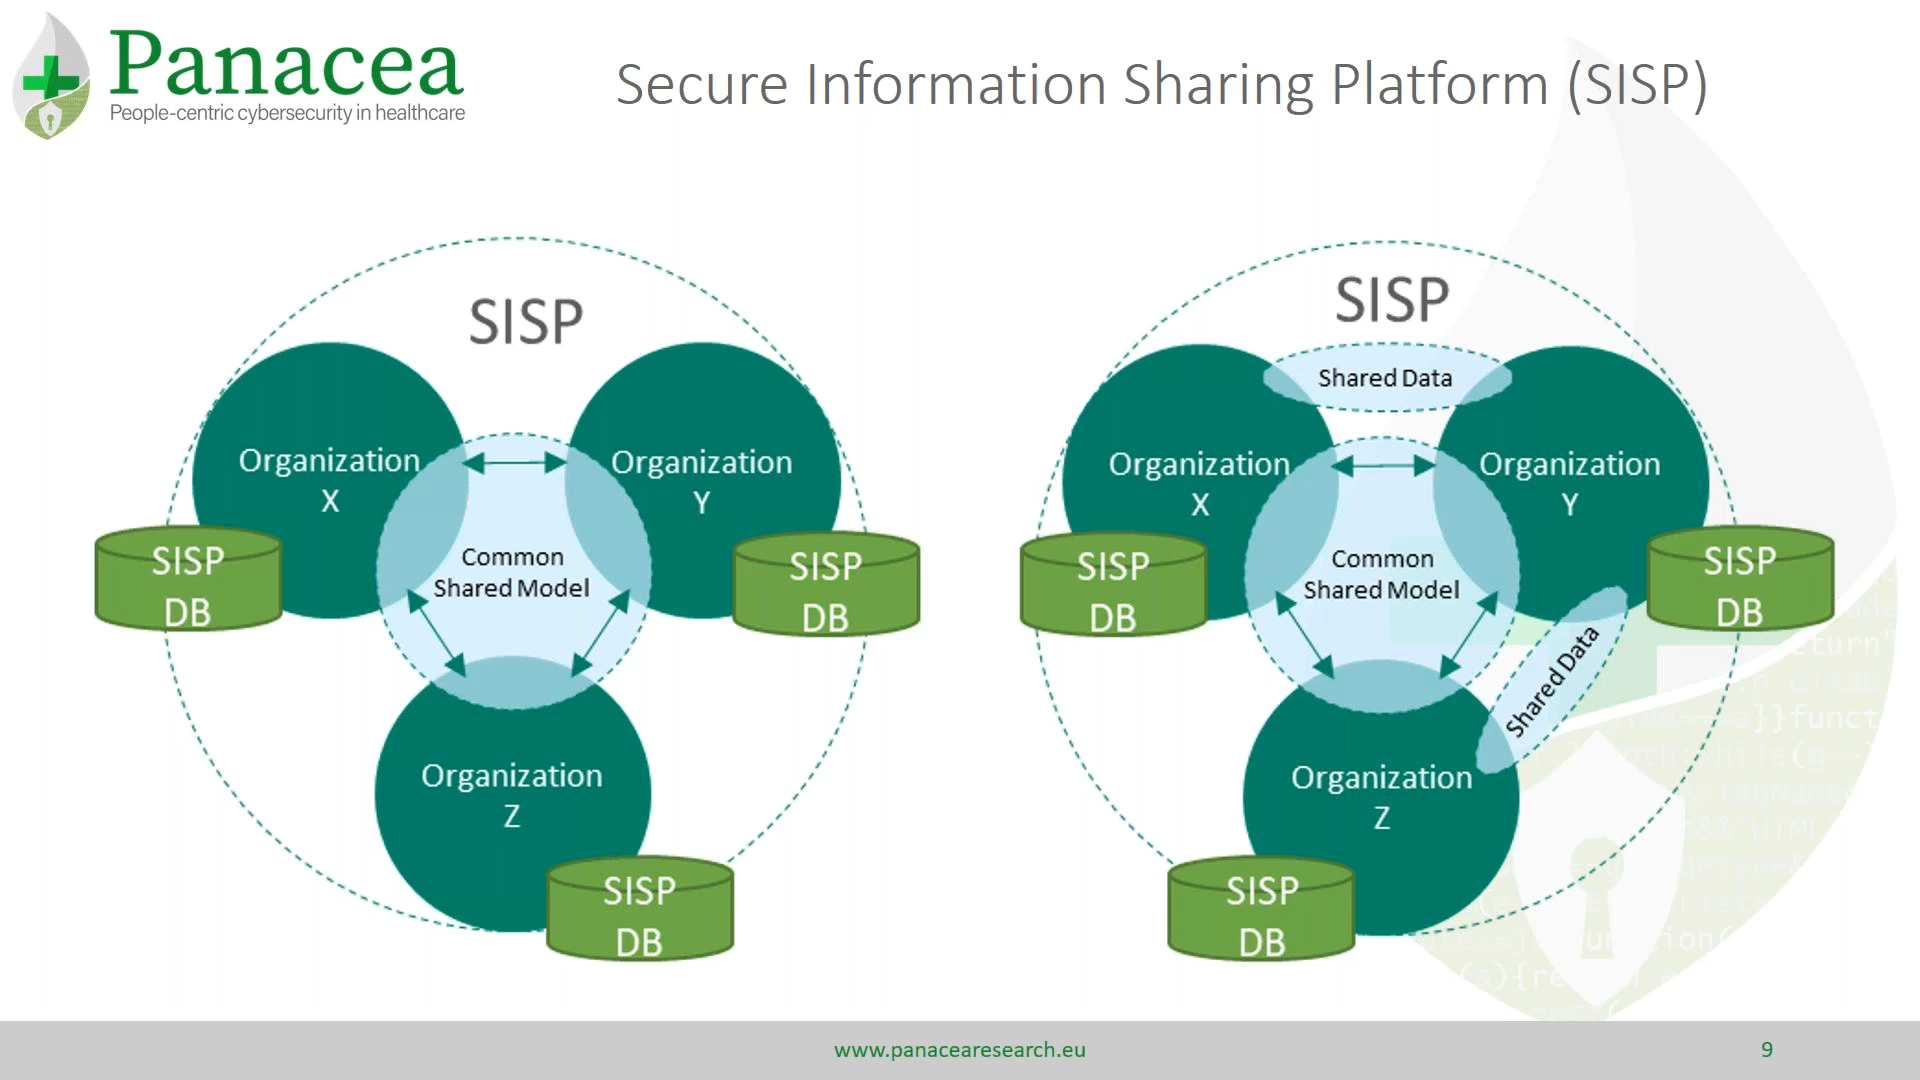 Panacea
People-centric cybersecurity in healthcare
Secure Information Sharing Platform (SISP)
SISP
Organization
X
Organization
Y
Common
Shared Model
SISP
DB
SISP
DB
Organization
Z
SISP
DB
SISP
Shared Data
Organization
X
Organization
Y
Common
Shared Model
SISP
DB
SISP
DB
Shared Data
Organization
Z
SISP
DB
www.panacearesearch.eu
9